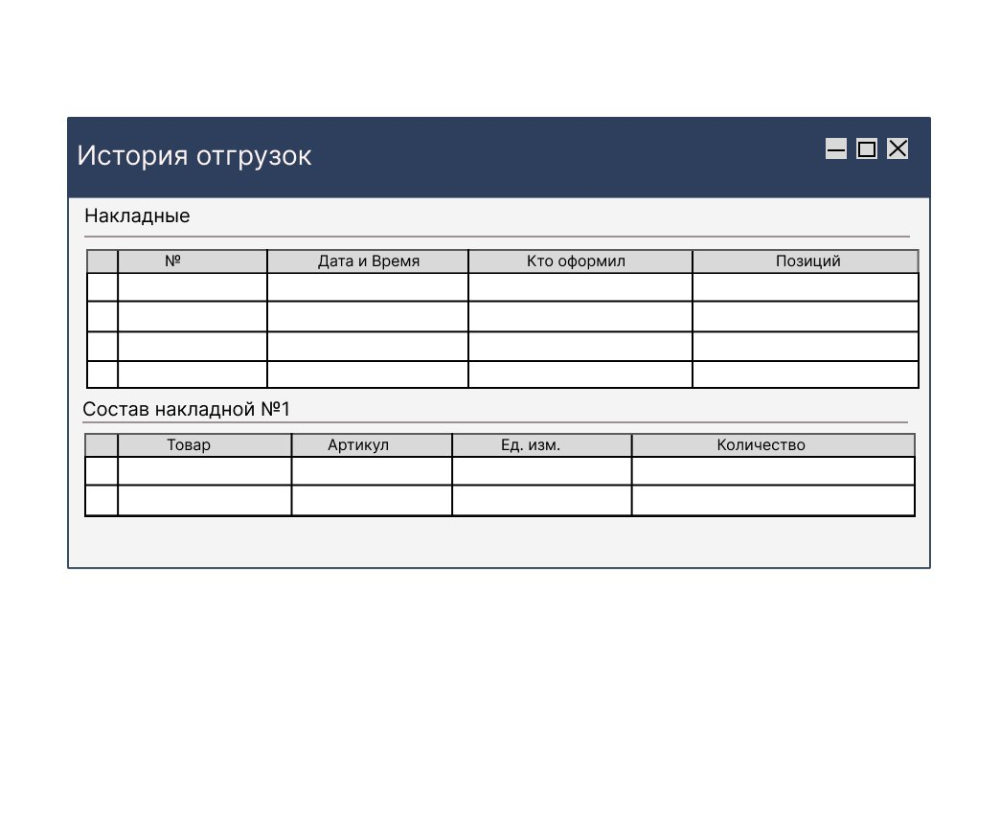 История отгрузок
Накладные
№ Дата и Время Кто оформил Позиций
Состав накладной №1
Товар Артикул Ед. изм. Количество